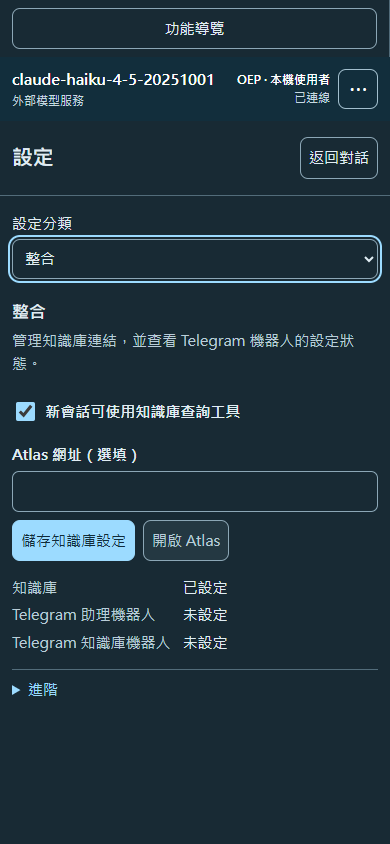 功能導覽
claude-haiku-4-5-20251001
OEP · 本機使用者
外部模型服務
已連線
⋯
設定
返回對話
設定分類
整合
整合
管理知識庫連結，並查看 Telegram 機器人的設定狀
態。
新會話可使用知識庫查詢工具
Atlas 網址（選填）
儲存知識庫設定
開啟 Atlas
知識庫 已設定
Telegram 助理機器人 未設定
Telegram 知識庫機器人 未設定
進階